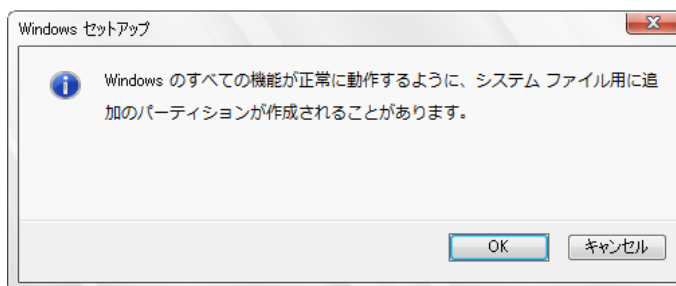 Windows セットアップ
Windows のすべての機能が正常に動作するように、システム ファイル用に追
加のパーティションが作成されることがあります。
OK
キャンセル